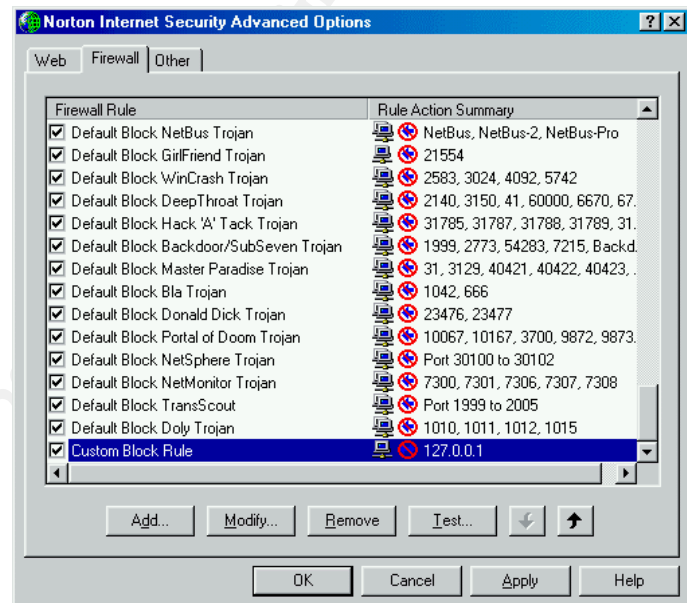 Norton Internet Security Advanced Options
Web Firewall Other
Firewall Rule Rule Action Summary
Default Block NetBus Trojan NetBus, NetBus-2, NetBus-Pro
Default Block GirlFriend Trojan 21554
Default Block WinCrash Trojan 2583, 3024, 4092, 5742
Default Block DeepThroat Trojan 2140, 3150, 41, 60000, 6670, 67.
Default Block Hack 'A' Tack Trojan 31785, 31787, 31788, 31789, 31.
Default Block Backdoor/SubSeven Trojan 1999, 2773, 54283, 7215, Backd.
Default Block Master Paradise Trojan 31, 3129, 40421, 40422, 40423, .
Default Block Bla Trojan 1042, 666
Default Block Donald Dick Trojan 23476, 23477
Default Block Portal of Doom Trojan 10067, 10167, 3700, 9872, 9873.
Default Block NetSphere Trojan Port 30100 to 30102
Default Block NetMonitor Trojan 7300, 7301, 7306, 7307, 7308
Default Block TransScout Port 1999 to 2005
Default Block Doly Trojan 1010, 1011, 1012, 1015
Custom Block Rule 127.0.0.1
Add... Modify... Remove Test...
OK Cancel Apply Help